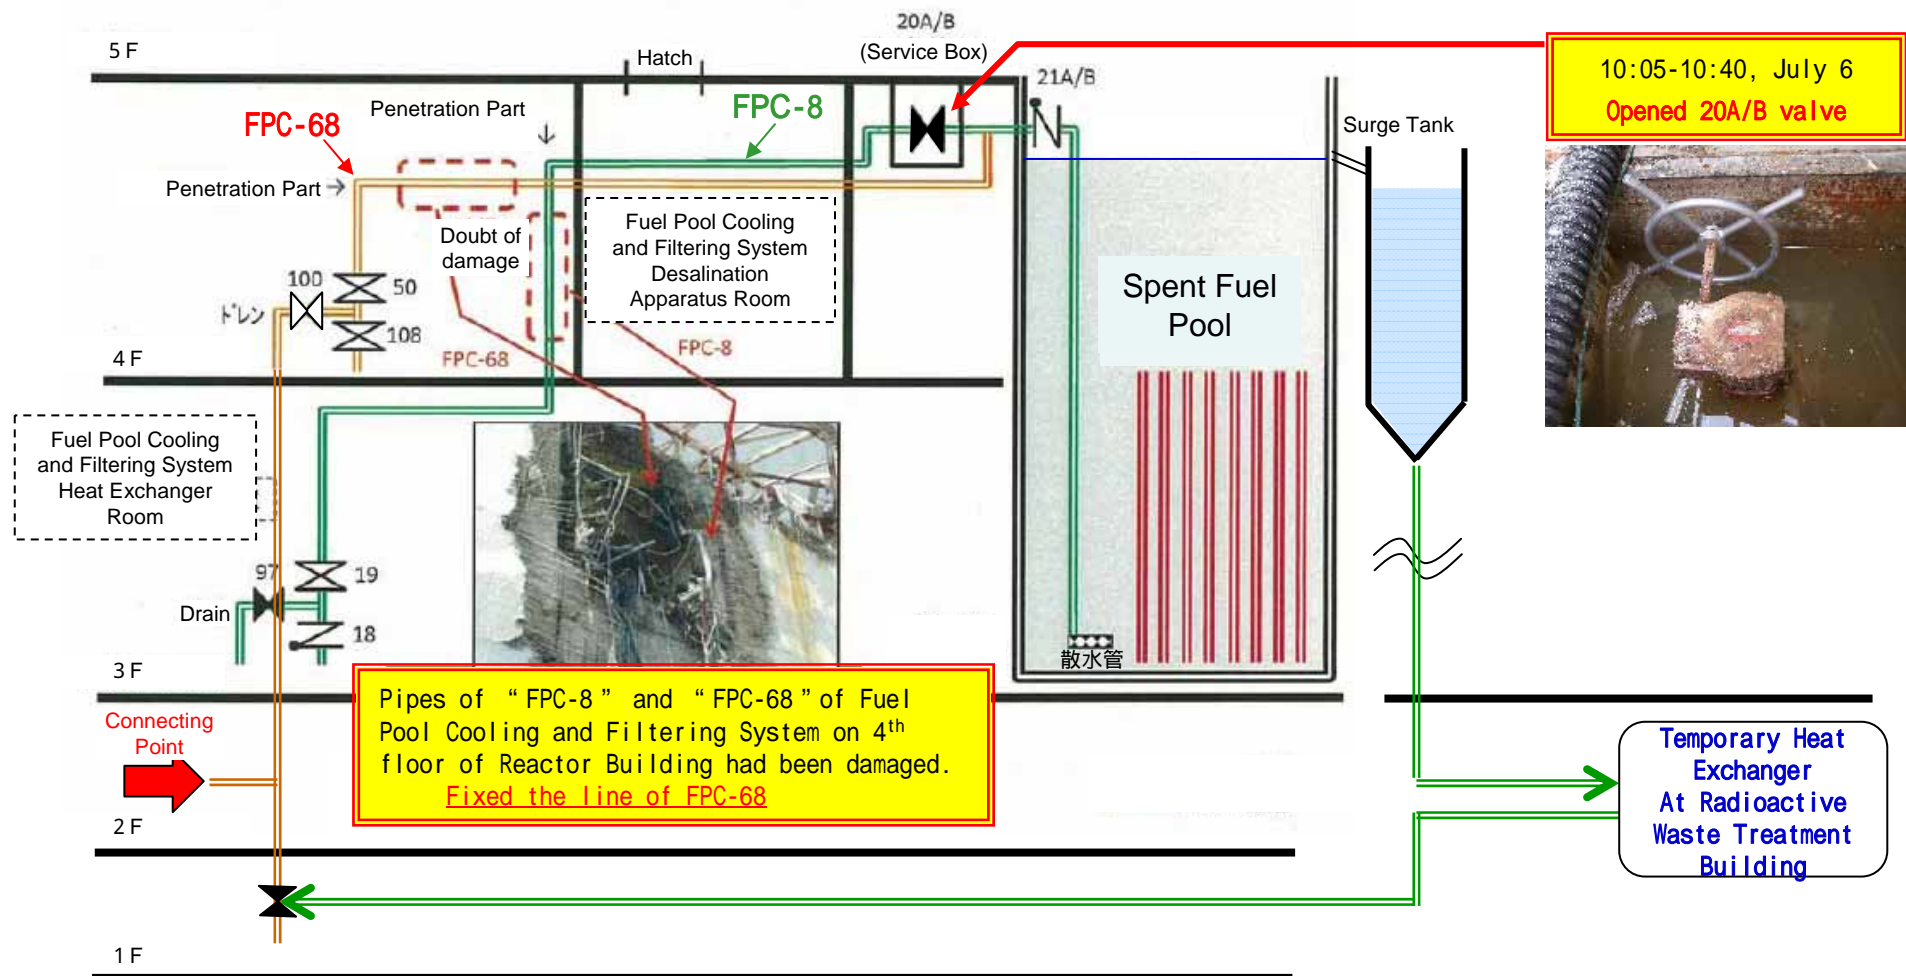 20A/B
(Service Box)
5 F
Hatch
21A/B
10:05-10:40, July 6
Opened 20A/B valve
Penetration Part
FPC-8
FPC-68
Surge Tank
Penetration Part
Doubt of
damage
Fuel Pool Cooling
and Filtering System
Desalination
Apparatus Room
Spent Fuel
Pool
100
50
ドレン
108
FPC-68
FPC-8
4 F
Fuel Pool Cooling
and Filtering System
Heat Exchanger
Room
97
19
Drain
18
散水管
3 F
Pipes of “FPC-8” and “FPC-68”of Fuel
Pool Cooling and Filtering System on 4th
floor of Reactor Building had been damaged.
Fixed the line of FPC-68
Connecting
Point
Temporary Heat
Exchanger
At Radioactive
Waste Treatment
Building
2 F
1 F